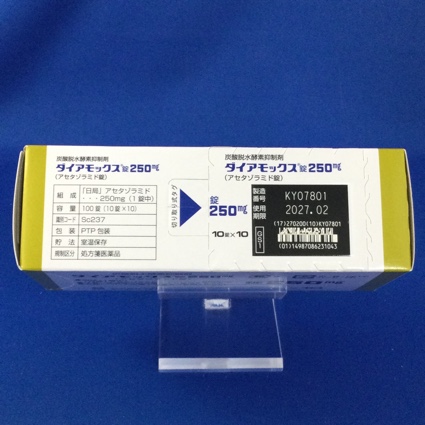 炭酸脱水酵素抑制剤
ダイアモックス錠250mg
(アセタゾラミド錠)
組成 「日局」アセタゾラミド
・・・250mg(1錠中)
容量 100錠(10錠×10)
識別コード Sc237
包装 PTP包装
貯法 室温保存
規制区分 処方箋医薬品
切り取り式タグ
炭酸脱水酵素抑制剤
ダイアモックス錠250mg
(アセタゾラミド錠)
錠
250mg
10錠×10
製造番号 KY07801
使用期限 2027.02
(17)270200(10)KY07801
GS1
(01)14987086231043